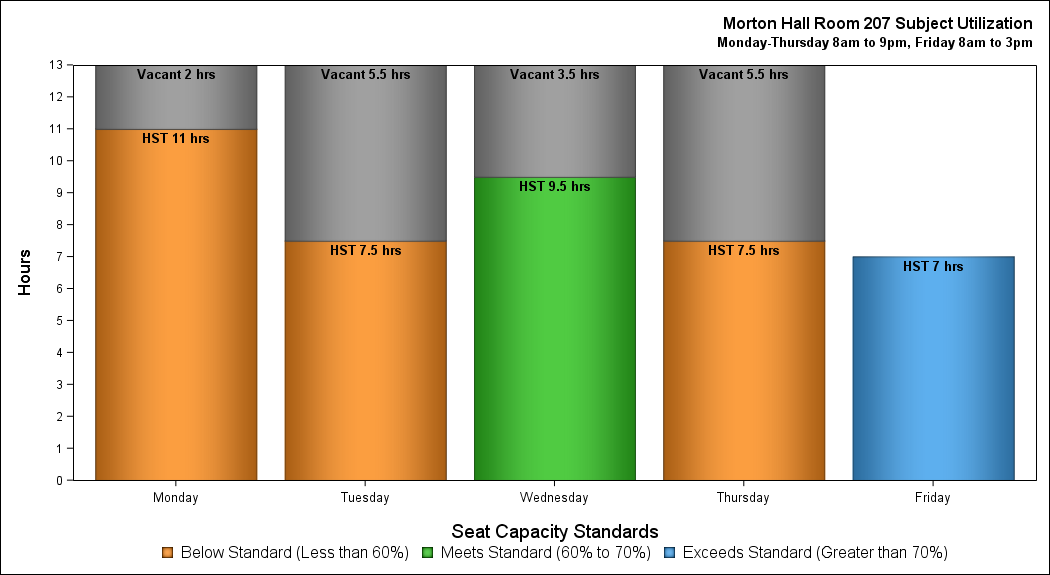 Morton Hall Room 207 Subject Utilization
Monday-Thursday 8am to 9pm, Friday 8am to 3pm
Hours
13
12
11
10
9
8
7
6
5
4
3
2
1
0
Vacant 2 hrs
HST 11 hrs
Vacant 5.5 hrs
HST 7.5 hrs
Vacant 3.5 hrs
HST 9.5 hrs
Vacant 5.5 hrs
HST 7.5 hrs
HST 7 hrs
Monday Tuesday Wednesday Thursday Friday
Seat Capacity Standards
Below Standard (Less than 60%) Meets Standard (60% to 70%) Exceeds Standard (Greater than 70%)